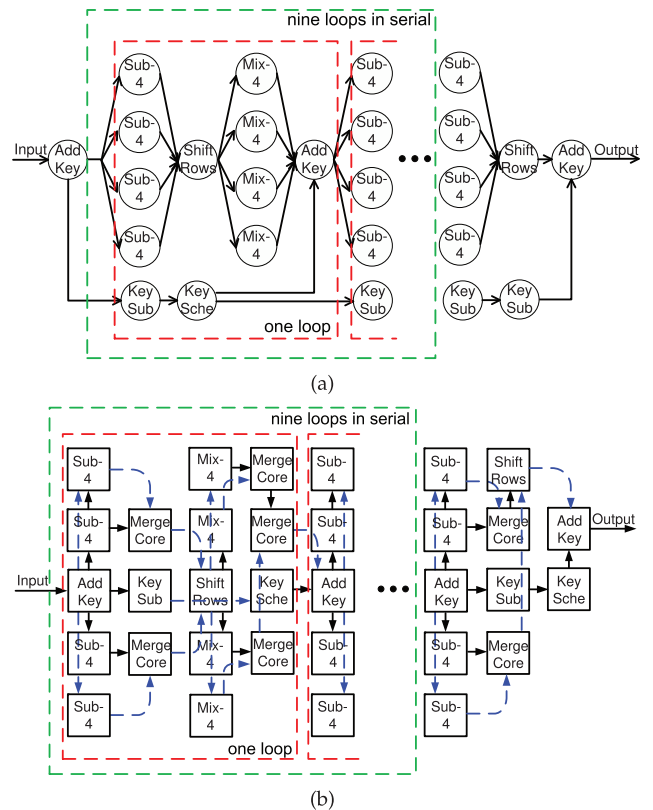 nine loops in serial
Sub-
4
Mix-
4
Sub-
4
Sub-
4
Sub-
4
Mix-
4
Sub-
4
Sub-
4
Input
Add
Key
Shift
Rows
Add
Key
Shift
Rows
Add
Key
Output
Sub-
4
Mix-
4
Sub-
4
Sub-
4
Sub-
4
Mix-
4
Sub-
4
Sub-
4
Key
Sub
Key
Sche
Key
Sub
Key
Sub
Key
Sub
one loop
(a)
nine loops in serial
Sub-
4
Mix-
4
Merge
Core
Sub-
4
Sub-
4
Shift
Rows
Sub-
4
Merge
Core
Mix-
4
Merge
Core
Sub-
4
Sub-
4
Merge
Core
Add
Key
Output
Input
Add
Key
Key
Sub
Shift
Rows
Key
Sche
Add
Key
Add
Key
Key
Sub
Key
Sche
Sub-
4
Merge
Core
Mix-
4
Merge
Core
Sub-
4
Sub-
4
Merge
Core
Sub-
4
Mix-
4
Sub-
4
Sub-
4
one loop
(b)